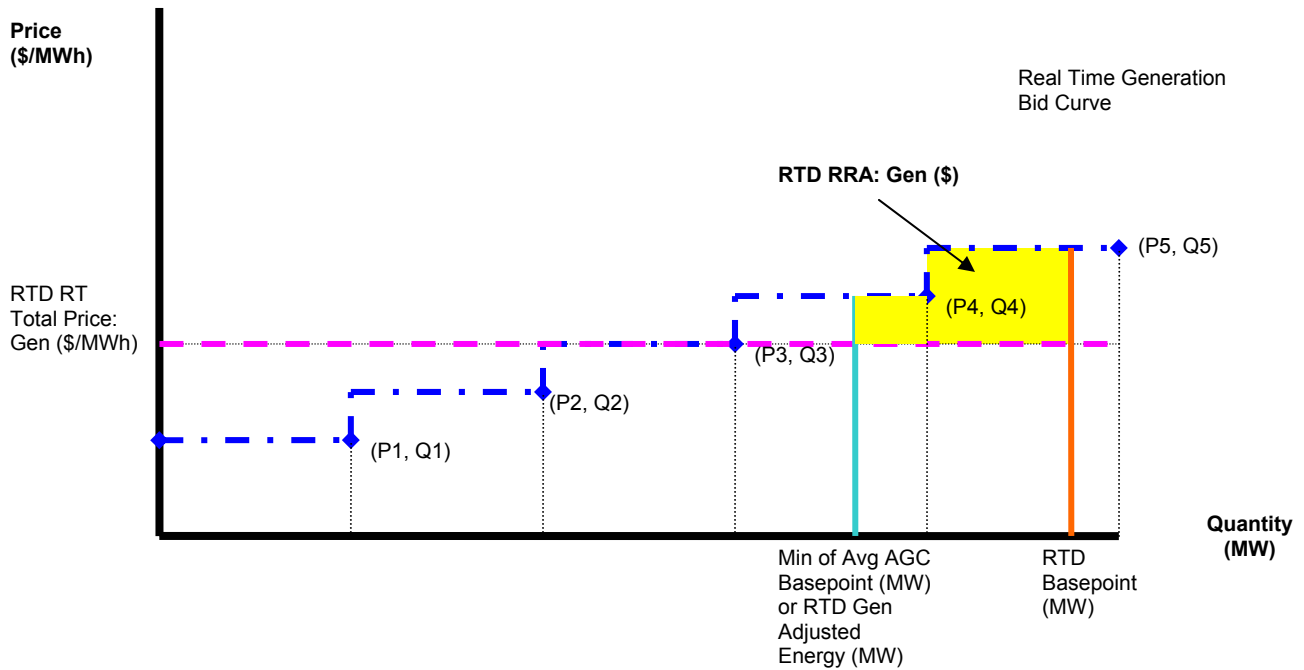 Price
($/MWh)
Real Time Generation
Bid Curve
RTD RRA: Gen ($)
(P5, Q5)
RTD RT
Total Price:
Gen ($/MWh)
(P4, Q4)
(P3, Q3)
(P2, Q2)
(P1, Q1)
Quantity
(MW)
Min of Avg AGC
Basepoint (MW)
or RTD Gen
Adjusted
Energy (MW)
RTD
Basepoint
(MW)